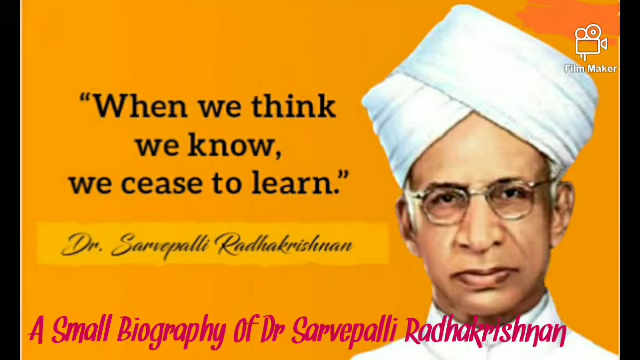 Film Maker
“When we think
we know,
we cease to learn.”
Dr. Sarvepalli Radhakrishnan
A Small Biography Of Dr Sarvepalli Radhakrishnan